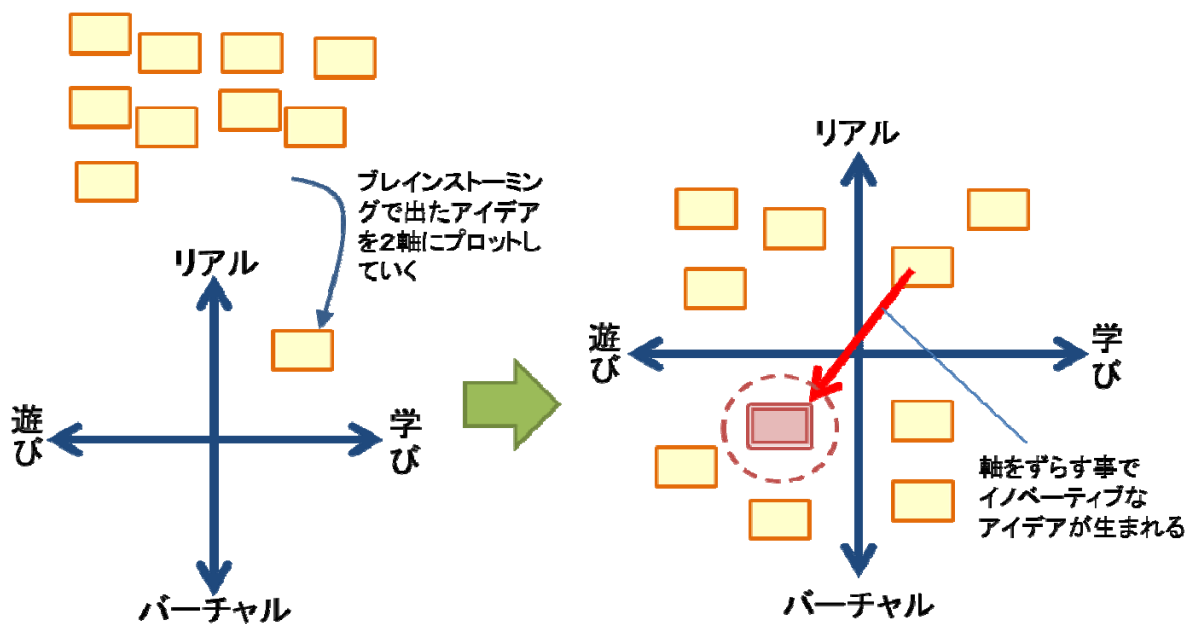 ブレインストーミン
グで出たアイデア
を２軸にプロットし
ていく
リアル
遊び
学び
バーチャル
リアル
遊び
学び
軸をずらす事で
イノベーティブな
アイデアが生まれる
バーチャル